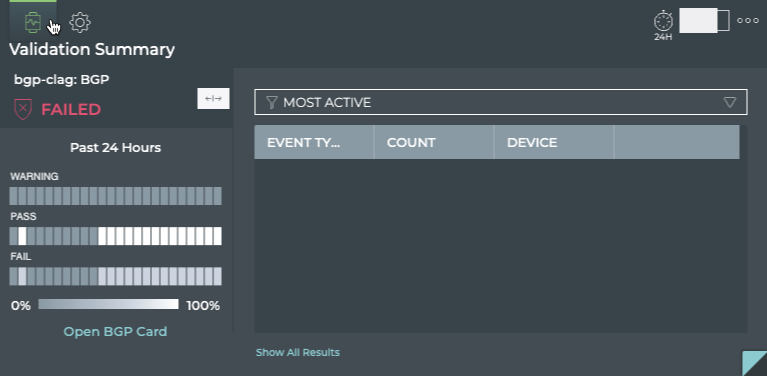 24H
Validation Summary
bgp-clag: BGP
FAILED
Past 24 Hours
WARNING
PASS
FAIL
0% 100%
Open BGP Card
MOST ACTIVE
EVENT TY... COUNT DEVICE
Show All Results